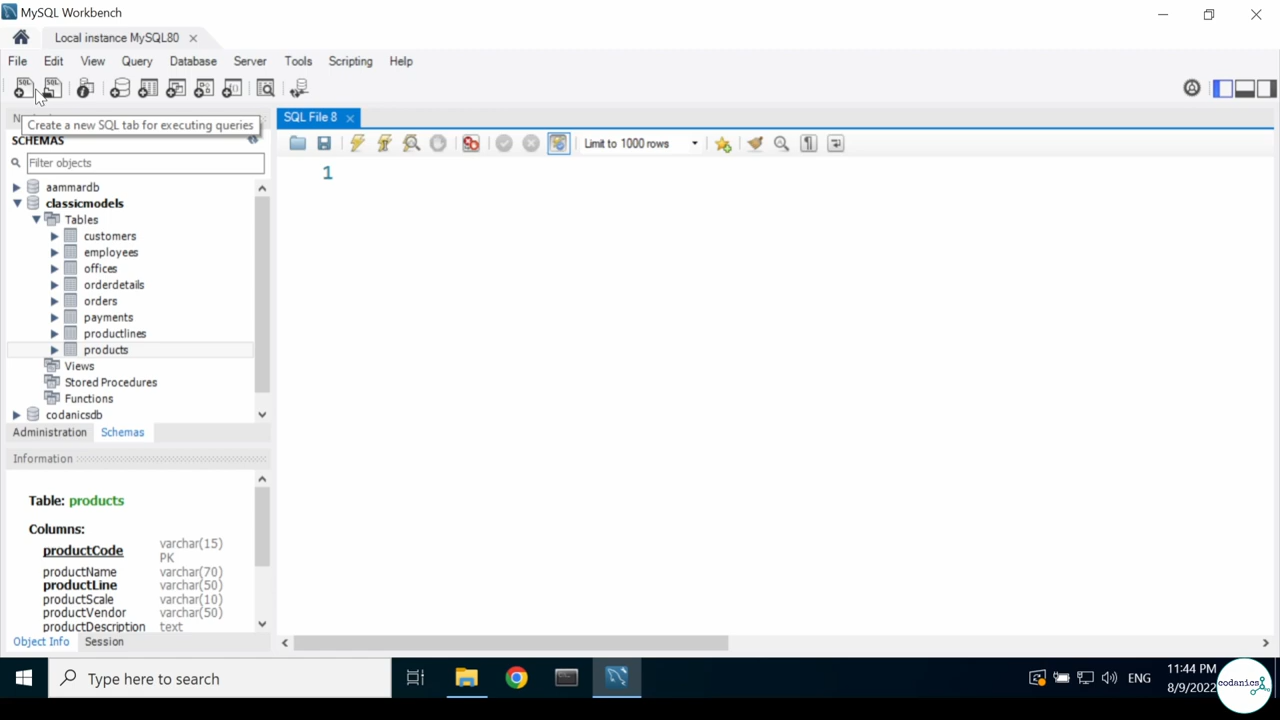 MySQL Workbench
Local instance MySQL80
File Edit View Query Database Server Tools Scripting Help
SQL File 8
Create a new SQL tab for executing queries
SCHEMAS
Limit to 1000 rows
Filter objects
1
aammardb
classicmodels
Tables
customers
employees
offices
orderdetails
orders
payments
productlines
products
Views
Stored Procedures
Functions
codanicsdb
Administration Schemas
Information
Table: products
Columns:
productCode varchar(15) PK
productName varchar(70)
productLine varchar(50)
productScale varchar(10)
productVendor varchar(50)
productDescription text
Object Info Session
Type here to search
ENG
11:44 PM
8/9/2022
codanics